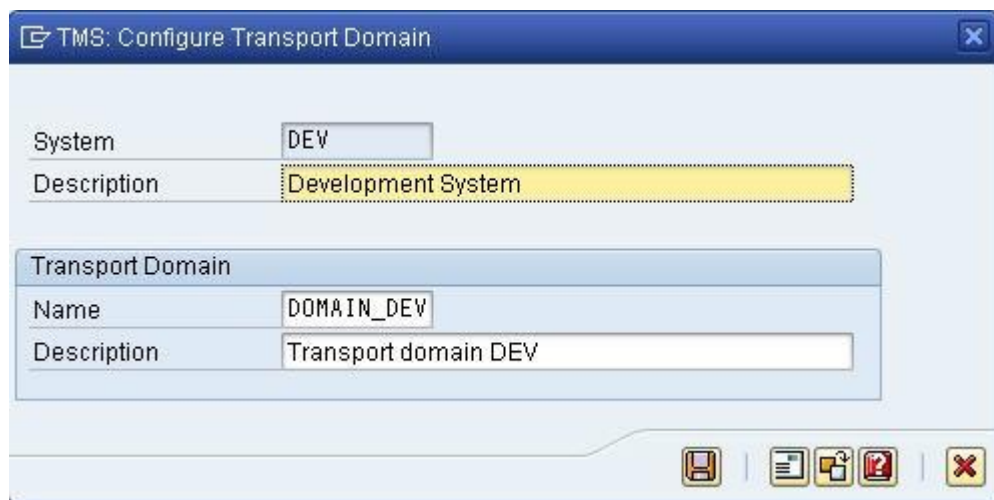 TMS: Configure Transport Domain
System DEV
Description Development System
Transport Domain
Name DOMAIN_DEV
Description Transport domain DEV